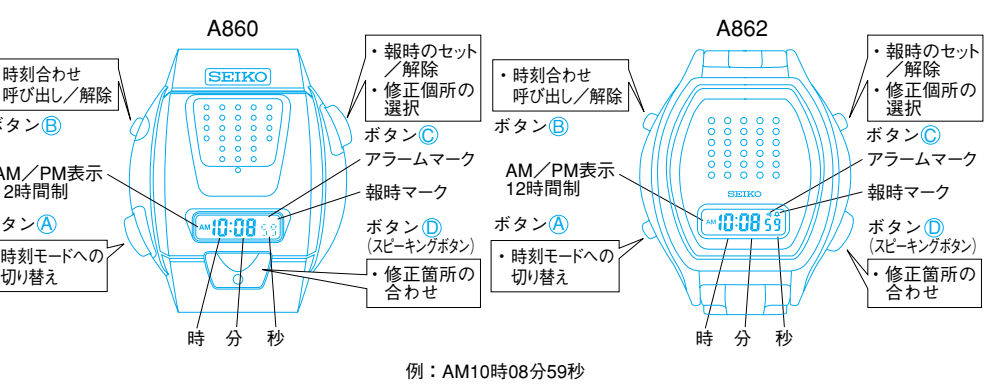 A860
・報時のセット
／解除
・修正個所の
選択
時刻合わせ
呼び出し／解除
ボタンⒷ
ボタンⒸ
アラームマーク
AM／PM表示
12時間制
報時マーク
ボタンⒶ
ボタンⒹ
(スピーキングボタン)
時刻モードへの
切り替え
・修正箇所の
合わせ
SEIKO
AM 10:08 59
時 分 秒
A862
・報時のセット
／解除
・修正個所の
選択
・時刻合わせ
呼び出し／解除
ボタンⒷ
ボタンⒸ
アラームマーク
AM／PM表示
12時間制
報時マーク
ボタンⒶ
ボタンⒹ
(スピーキングボタン)
・時刻モードへの
切り替え
・修正箇所の
合わせ
SEIKO
AM 10:08 59
時 分 秒
例：AM10時08分59秒